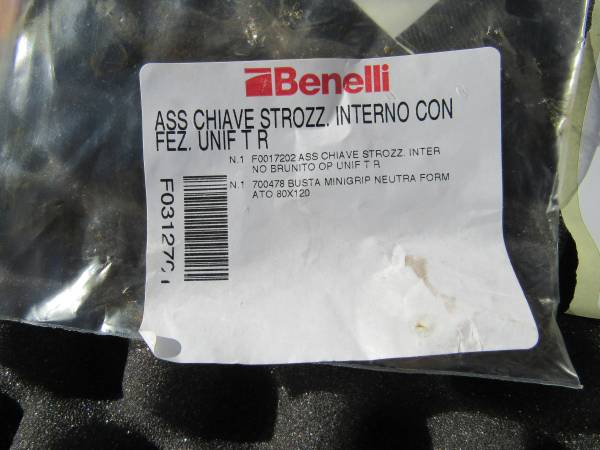 Benelli
ASS CHIAVE STROZZ. INTERNO CON
FEZ. UNIF T R
N.1 F0017202 ASS CHIAVE STROZZ. INTER
NO BRUNITO OP UNIF T R
N.1 700478 BUSTA MINIGRIP NEUTRA FORM
ATO 80X120